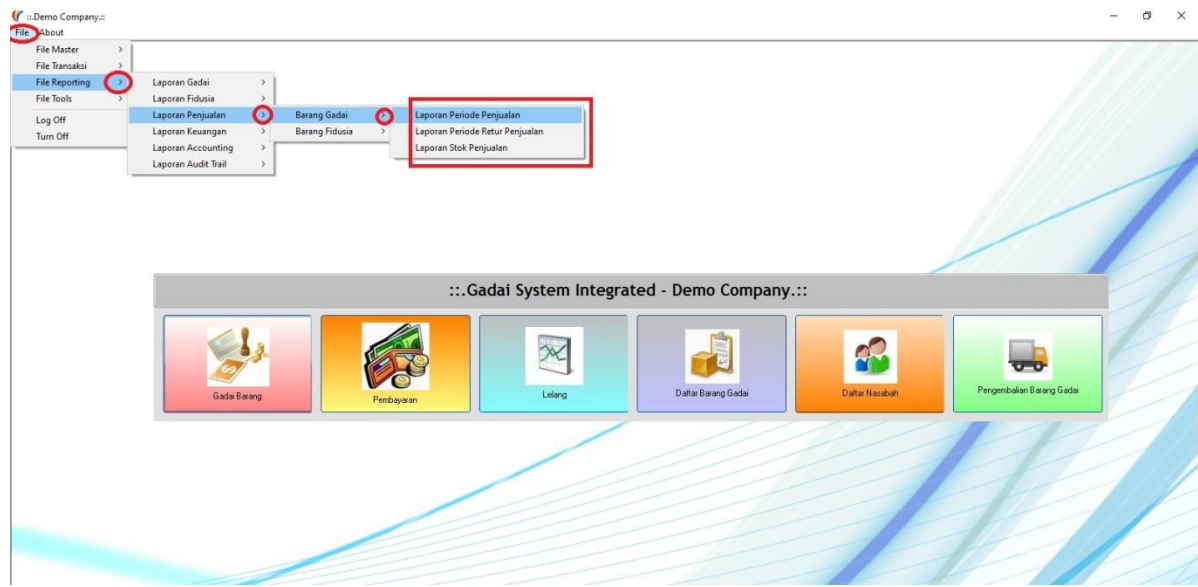 ::.Demo Company.::
File About
File Master
File Transaksi
File Reporting
File Tools
Log Off
Turn Off
Laporan Gadai
Laporan Fidusia
Laporan Penjualan
Laporan Keuangan
Laporan Accounting
Laporan Audit Trail
Barang Gadai
Barang Fidusia
Laporan Periode Penjualan
Laporan Periode Retur Penjualan
Laporan Stok Penjualan
::.Gadai System Integrated - Demo Company.::
Gadai Barang
Pembayaran
Lelang
Daftar Barang Gadai
Daftar Nasabah
Pengembalian Barang Gadai